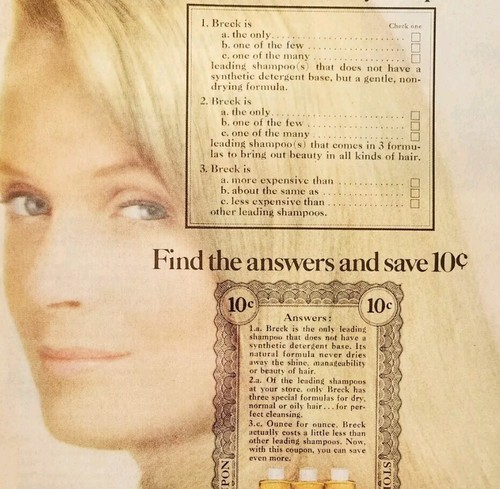 1. Breck is
Check one
a. the only
b. one of the few
c. one of the many
leading shampoo(s) that does not have a
synthetic detergent base, but a gentle, non-
drying formula.
2. Breck is
a. the only
b. one of the few
c. one of the many
leading shampoo(s) that comes in 3 formu-
las to bring out beauty in all kinds of hair.
3. Breck is
a. more expensive than
b. about the same as
c. less expensive than
other leading shampoos.
Find the answers and save 10¢
10¢
10¢
Answers:
1.a. Breck is the only leading
shampoo that does not have a
synthetic detergent base. Its
natural formula never dries
away the shine, manageability
or beauty of hair.
2.a. Of the leading shampoos
at your store, only Breck has
three special formulas for dry,
normal or oily hair...for per-
fect cleansing.
3.c. Ounce for ounce, Breck
actually costs a little less than
other leading shampoos. Now,
with this coupon, you can save
even more.